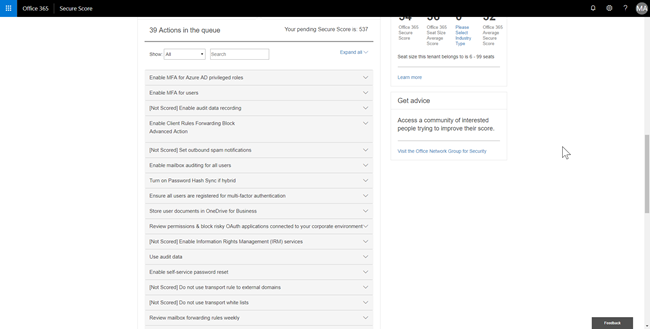 Office 365
Secure Score
MA
39 Actions in the queue
Your pending Secure Score is: 537
Show:
All
Search
Expand all
Enable MFA for Azure AD privileged roles
Enable MFA for users
[Not Scored] Enable audit data recording
Enable Client Rules Forwarding Block
Advanced Action
[Not Scored] Set outbound spam notifications
Enable mailbox auditing for all users
Turn on Password Hash Sync if hybrid
Ensure all users are registered for multi-factor authentication
Store user documents in OneDrive for Business
Review permissions & block risky OAuth applications connected to your corporate environment
[Not Scored] Enable Information Rights Management (IRM) services
Use audit data
Enable self-service password reset
[Not Scored] Do not use transport rule to external domains
[Not Scored] Do not use transport white lists
Review mailbox forwarding rules weekly
Office 365
Secure
Score
Office 365
Seat Size
Average
Score
Please
Select
Industry
Type
Office 365
Average
Secure
Score
Seat size this tenant belongs to is 6 - 99 seats
Learn more
Get advice
Access a community of interested
people trying to improve their score.
Visit the Office Network Group for Security
Feedback